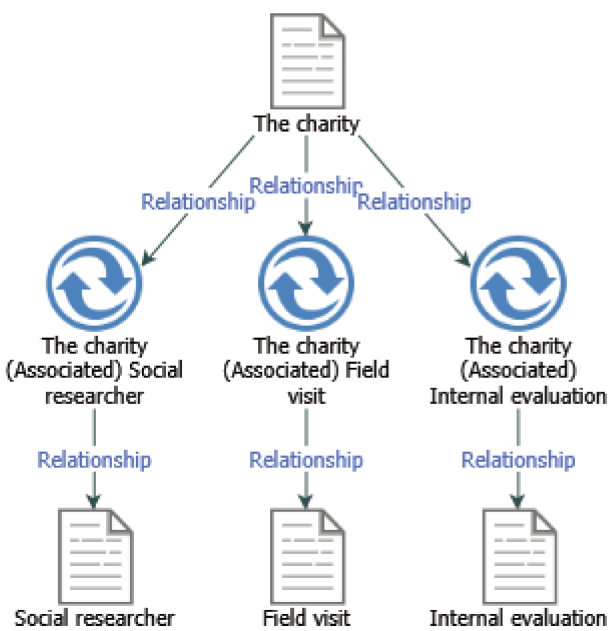 The charity
Relationship Relationship Relationship
The charity (Associated) Social researcher
The charity (Associated) Field visit
The charity (Associated) Internal evaluation
Relationship Relationship Relationship
Social researcher Field visit Internal evaluation